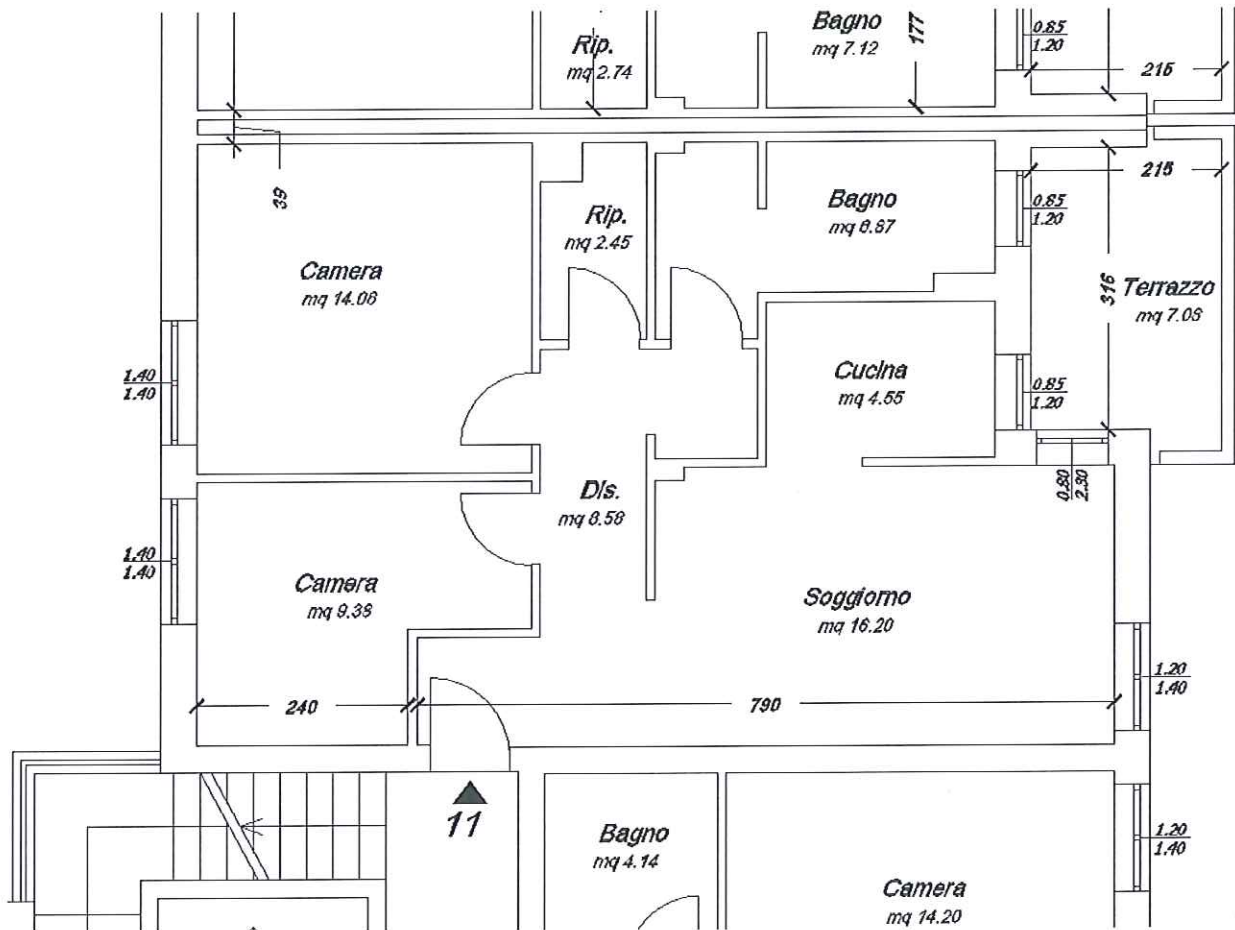 Rip.
mq 2.74
Bagno
mq 7.12
177
0.85
1.20
215
39
Camera
mq 14.06
Rip.
mq 2.45
Bagno
mq 6.87
0.85
1.20
215
316
Terrazzo
mq 7.08
1.40
1.40
Cucina
mq 4.55
0.85
1.20
Dis.
mq 8.58
0.80
2.30
1.40
1.40
Camera
mq 9.38
Soggiorno
mq 16.20
1.20
1.40
240
790
11
Bagno
mq 4.14
1.20
1.40
Camera
mq 14.20